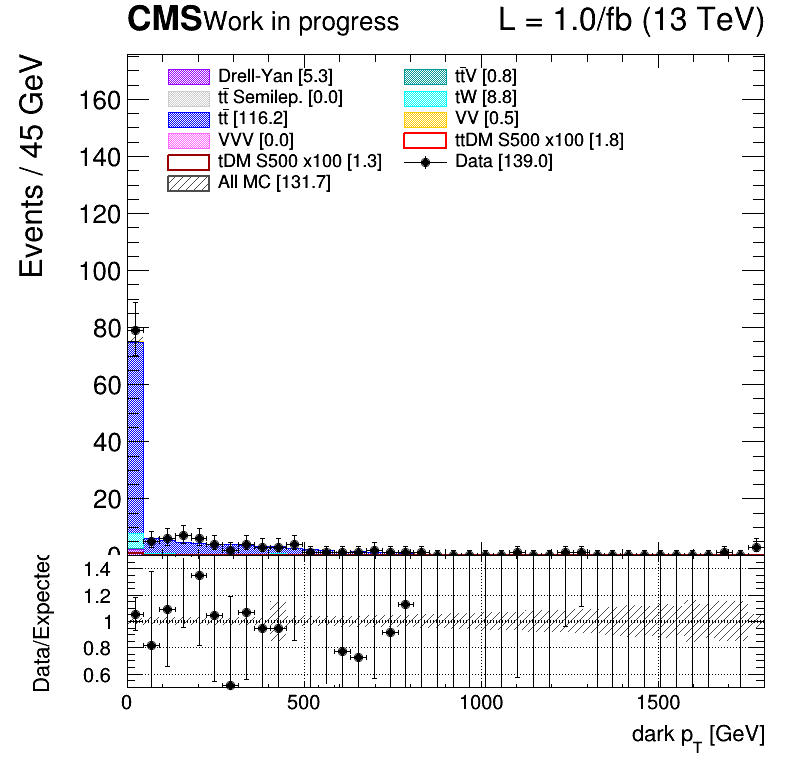 CMS Work in progress L = 1.0/fb (13 TeV)
Events / 45 GeV
Drell-Yan [5.3] tt̄V [0.8]
tt̄ Semilep. [0.0] tW [8.8]
tt̄ [116.2] VV [0.5]
VVV [0.0] ttDM S500 x100 [1.8]
tDM S500 x100 [1.3] Data [139.0]
All MC [131.7]
160
140
120
100
80
60
40
20
0
Data/Expected
1.4
1.2
1
0.8
0.6
0 500 1000 1500
dark p_T [GeV]